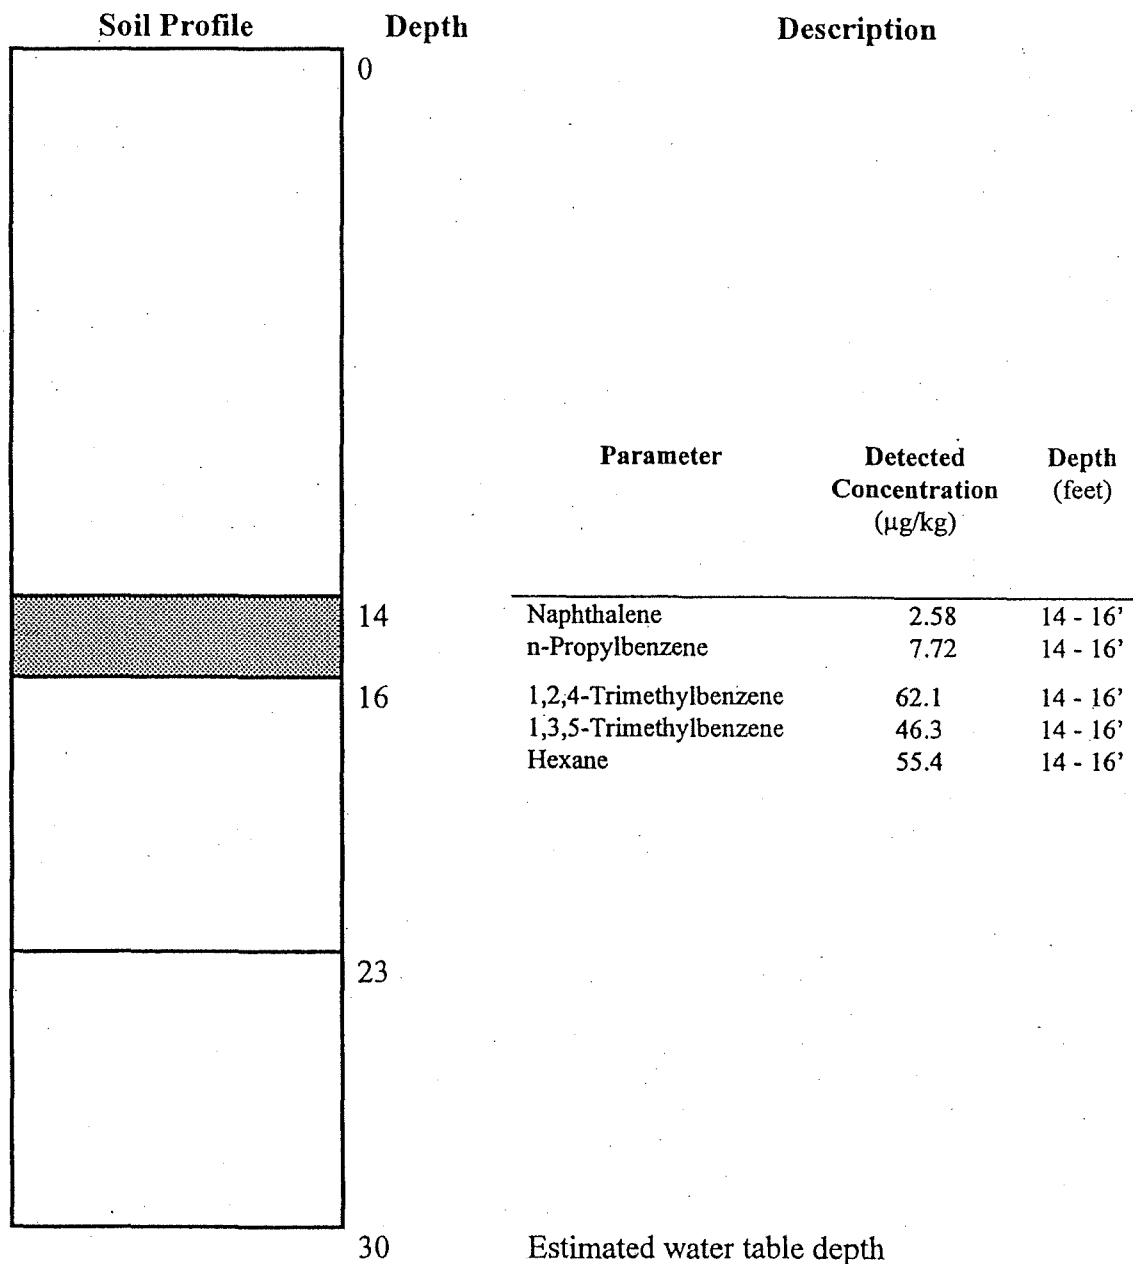 Soil Profile Depth Description
0
Parameter Detected Depth
Concentration (feet)
(µg/kg)
14 Naphthalene 2.58 14 - 16'
n-Propylbenzene 7.72 14 - 16'
16 1,2,4-Trimethylbenzene 62.1 14 - 16'
1,3,5-Trimethylbenzene 46.3 14 - 16'
Hexane 55.4 14 - 16'
23
30 Estimated water table depth